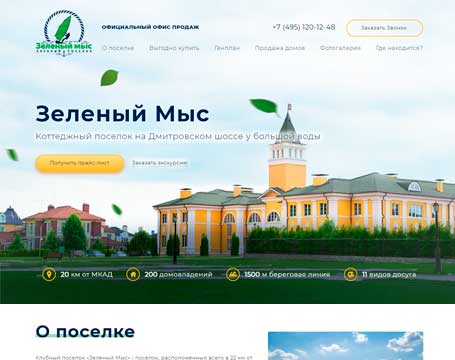 Зеленый мыс
ОФИЦИАЛЬНЫЙ ОФИС ПРОДАЖ
+7 (495) 120-12-48
Заказать Звонок
О поселке
Выгодно купить
Генплан
Продажа домов
Фотогалерея
Где находится?
Зеленый Мыс
Коттеджный поселок на Дмитровском шоссе у большой воды
Получить прайс-лист
Заказать экскурсию
20 км от МКАД
200 домовладений
1500 м береговая линия
11 видов досуга
О поселке
Клубный поселок «Зеленый Мыс» - поселок, расположенный всего в 22 км от